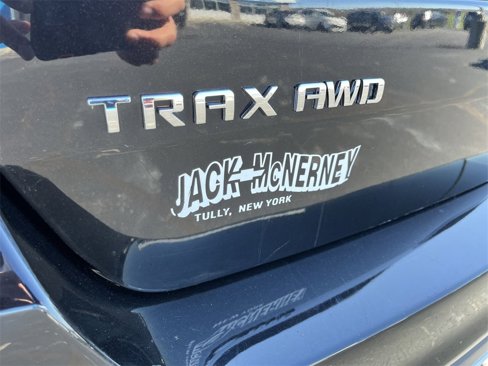 TRAX AWD
JACK McNERNEY
TULLY, NEW YORK